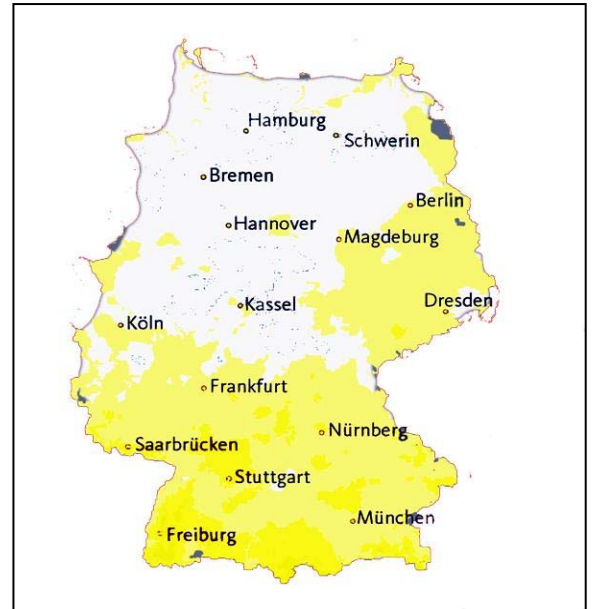 Hamburg
Schwerin
Bremen
Berlin
Hannover
Magdeburg
Kassel
Dresden
Köln
Frankfurt
Nürnberg
Saarbrücken
Stuttgart
München
Freiburg